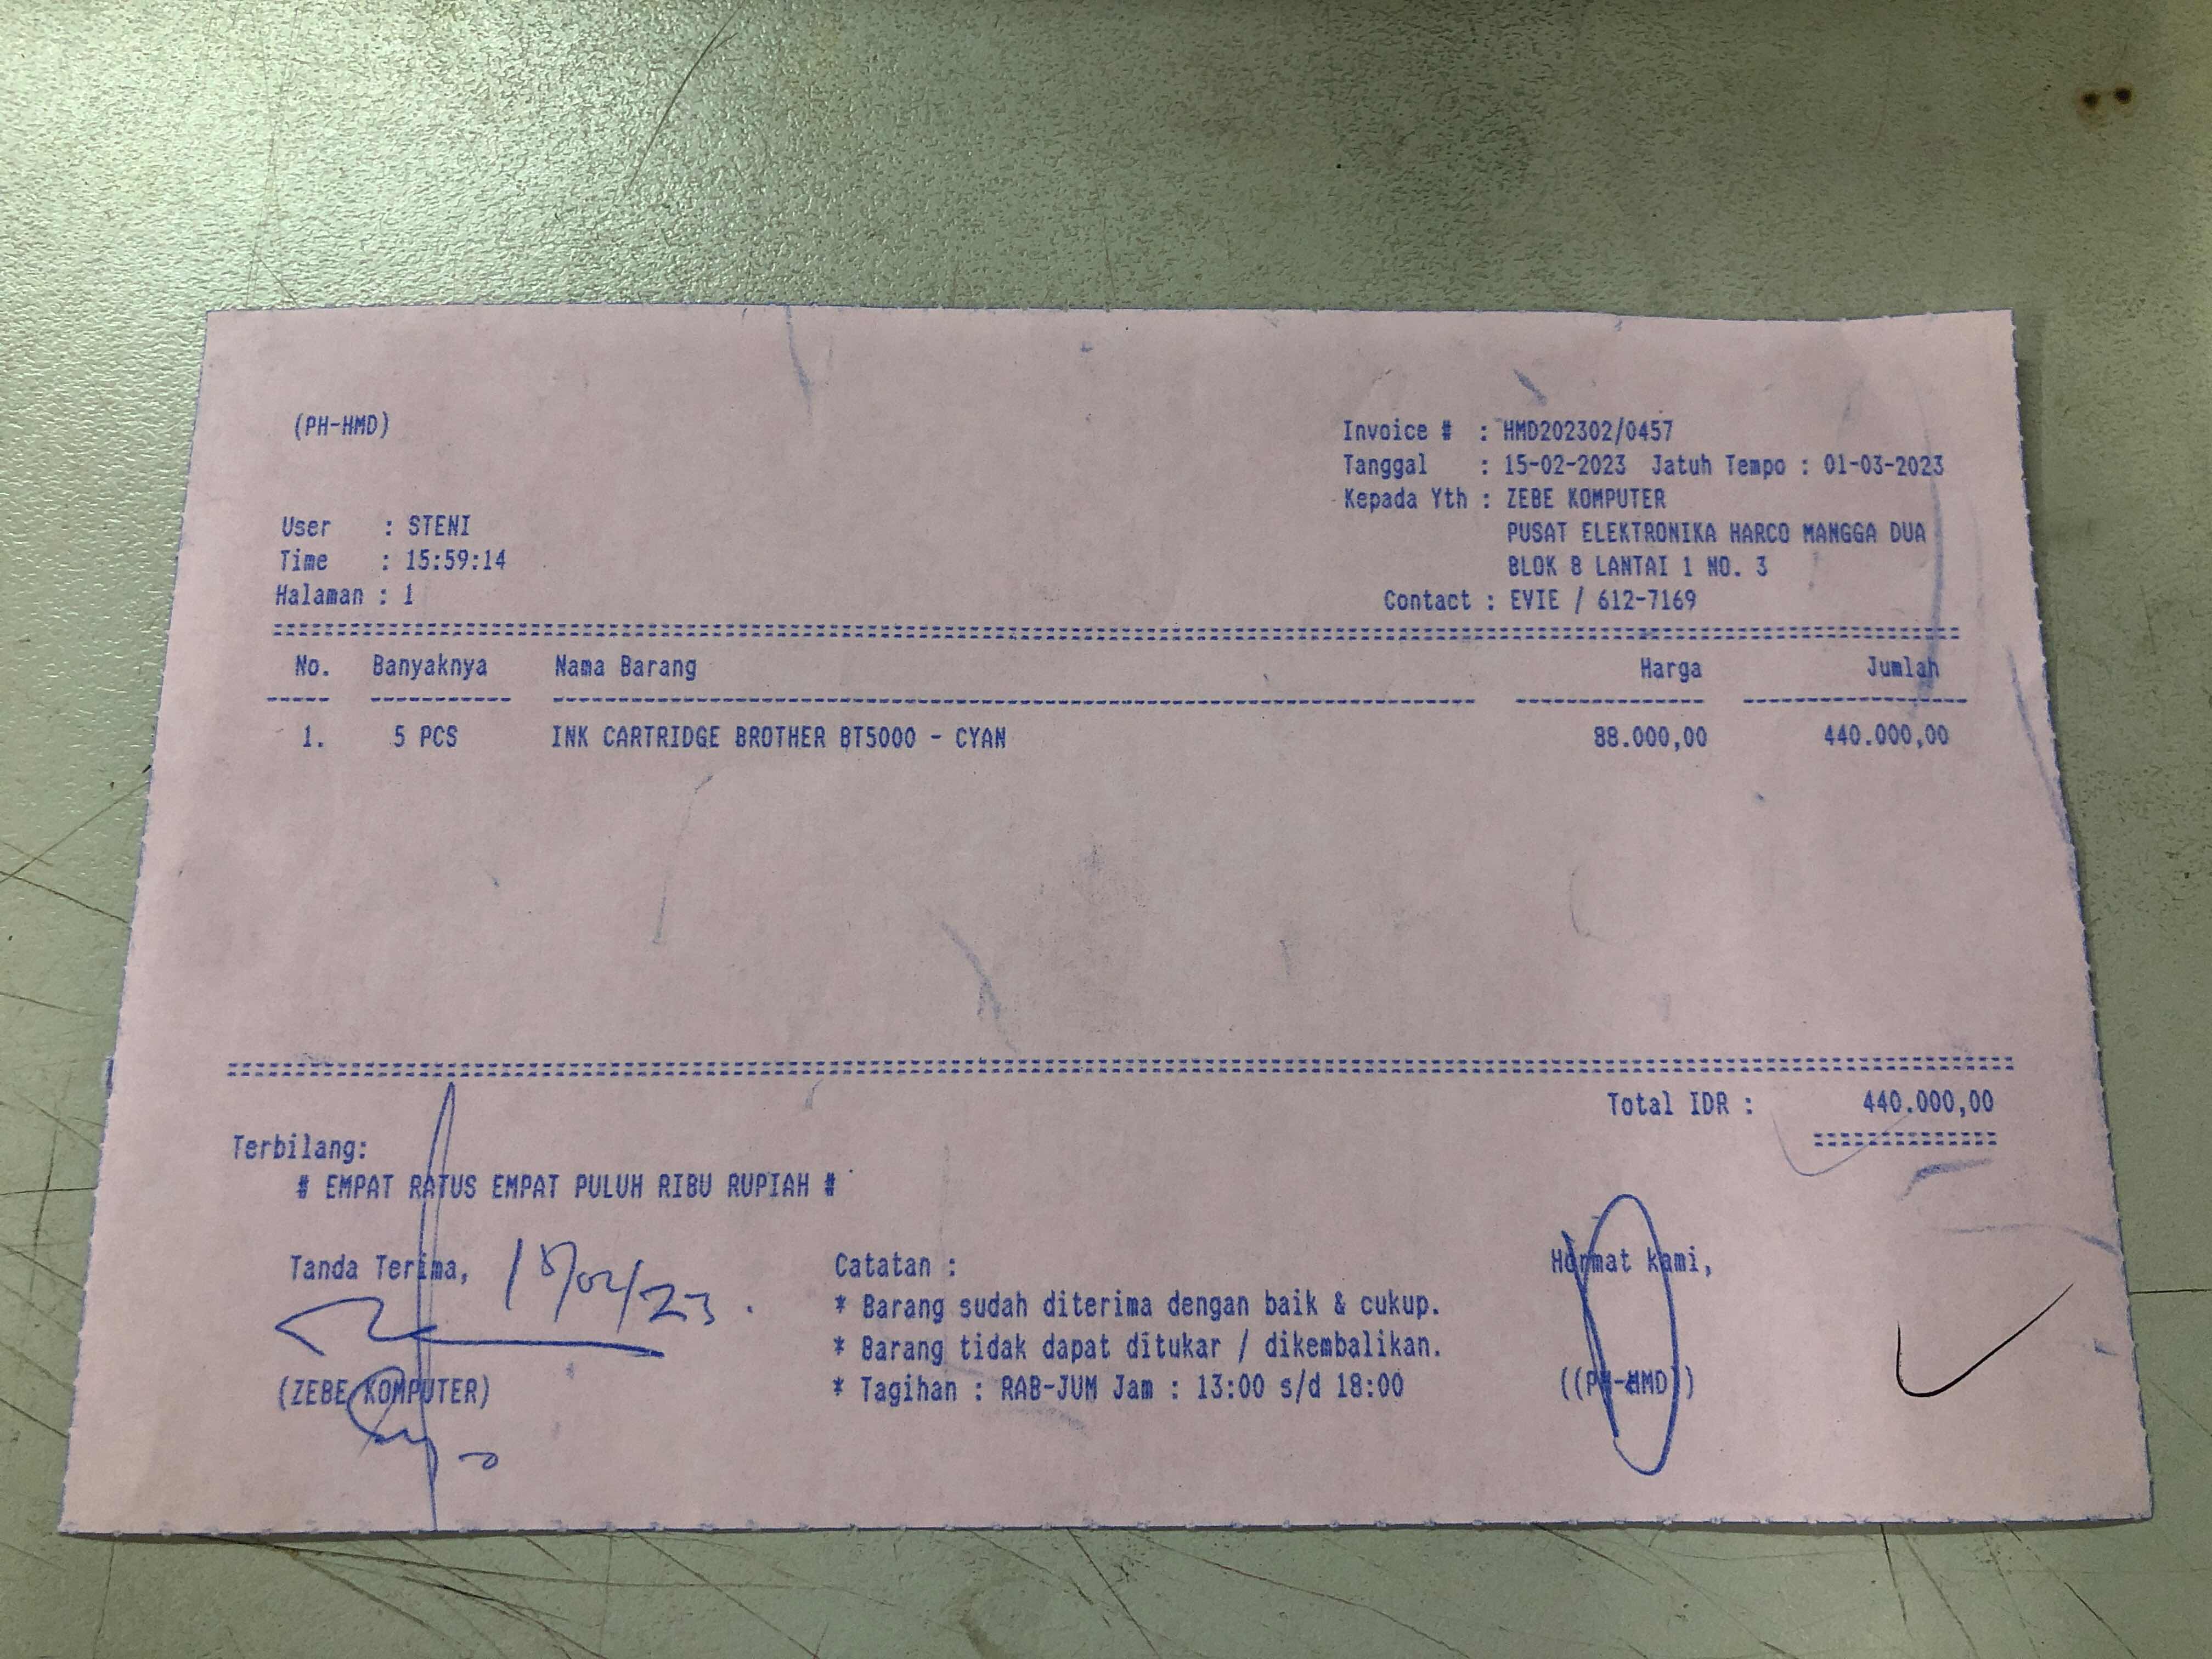 (PH-HMD)
Invoice # : HMD202302/0457
Tanggal : 15-02-2023 Jatuh Tempo : 01-03-2023
Kepada Yth : ZEBE KOMPUTER
PUSAT ELEKTRONIKA HARCO MANGGA DUA
BLOK B LANTAI 1 NO. 3
Contact : EVIE / 612-7169
User : STENI
Time : 15:59:14
Halaman : 1
No. Banyaknya Nama Barang Harga Jumlah
1. 5 PCS INK CARTRIDGE BROTHER BT5000 - CYAN 88.000,00 440.000,00
Total IDR : 440.000,00
Terbilang:
# EMPAT RATUS EMPAT PULUH RIBU RUPIAH #
Tanda Terima, 15/02/23.
(ZEBE KOMPUTER)
Catatan :
* Barang sudah diterima dengan baik & cukup.
* Barang tidak dapat ditukar / dikembalikan.
* Tagihan : RAB-JUM Jam : 13:00 s/d 18:00
Hormat kami,
((PH-HMD))